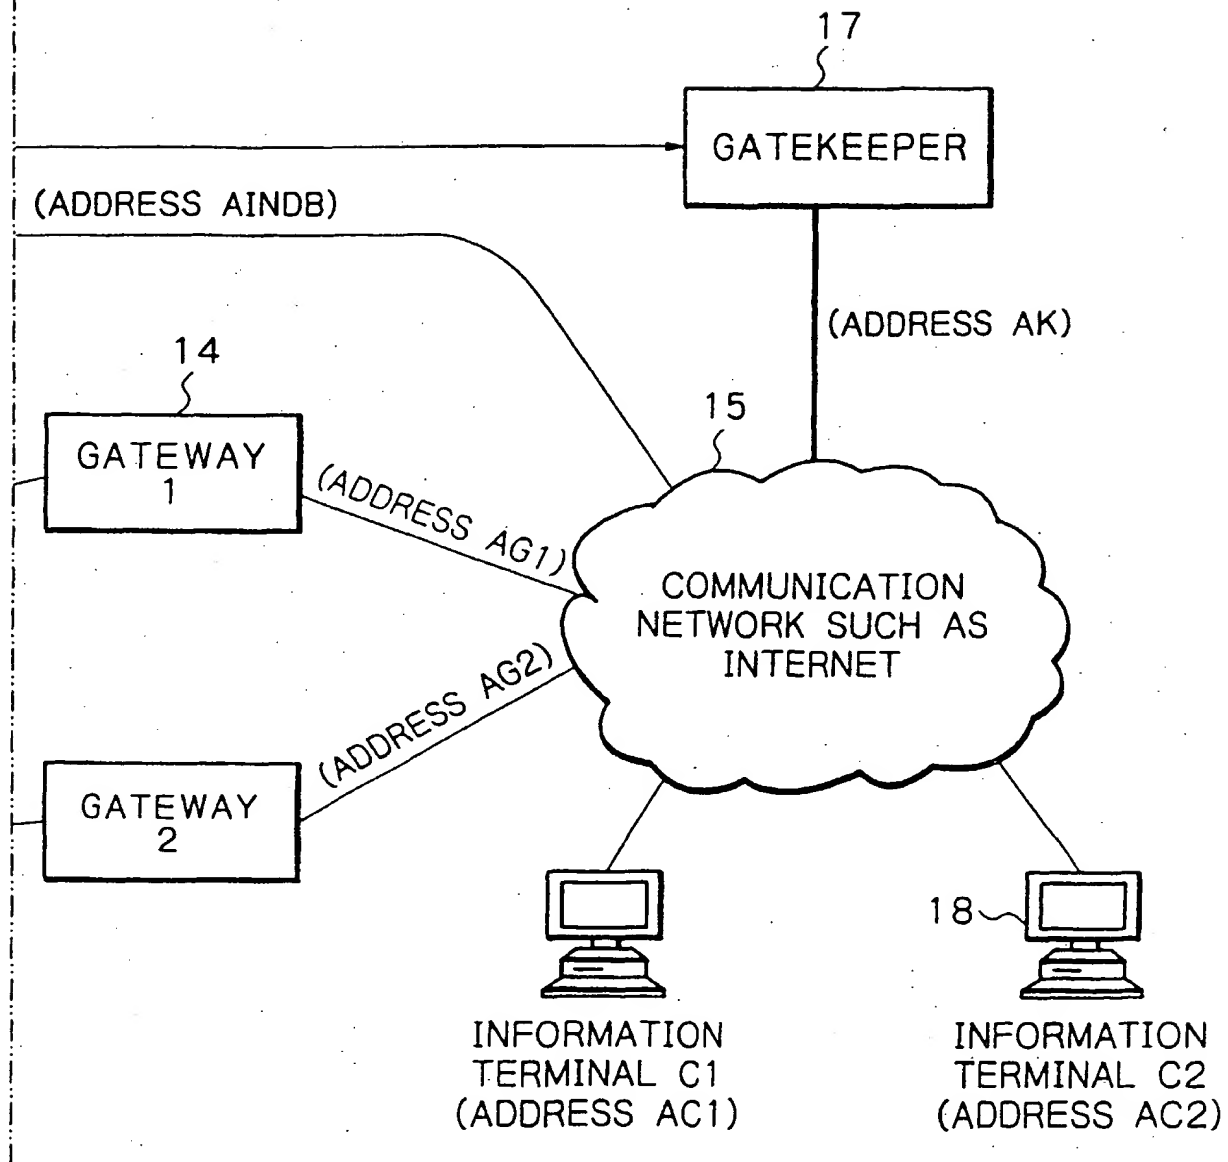 17
GATEKEEPER
(ADDRESS AINDB)
(ADDRESS AK)
14
15
GATEWAY
1
(ADDRESS AG1)
COMMUNICATION
NETWORK SUCH AS
INTERNET
(ADDRESS AG2)
GATEWAY
2
18
INFORMATION
TERMINAL C1
(ADDRESS AC1)
INFORMATION
TERMINAL C2
(ADDRESS AC2)